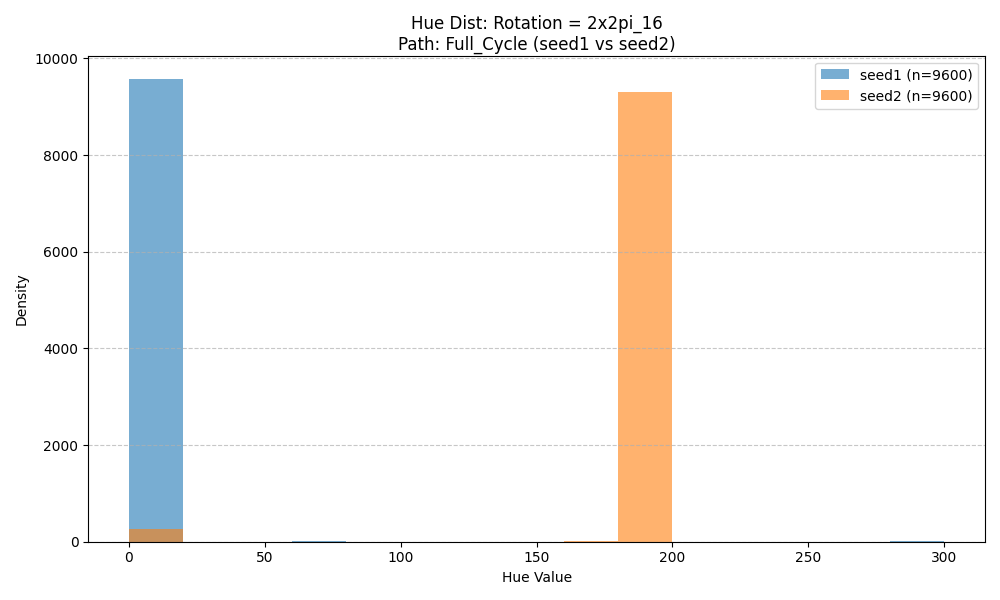 Hue Dist: Rotation = 2x2pi_16
Path: Full_Cycle (seed1 vs seed2)
seed1 (n=9600)
seed2 (n=9600)
Density
10000
8000
6000
4000
2000
0
0 50 100 150 200 250 300
Hue Value